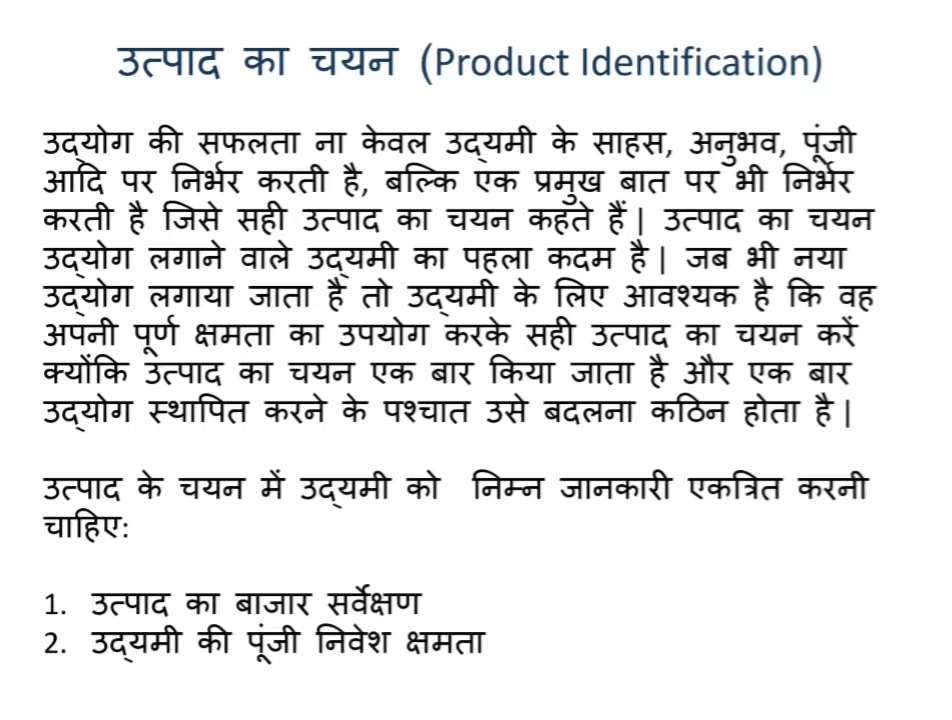 उत्पाद का चयन (Product Identification)
उद्योग की सफलता ना केवल उद्यमी के साहस, अनुभव, पूंजी
आदि पर निर्भर करती है, बल्कि एक प्रमुख बात पर भी निर्भर
करती है जिसे सही उत्पाद का चयन कहते हैं| उत्पाद का चयन
उद्योग लगाने वाले उद्यमी का पहला कदम है| जब भी नया
उद्योग लगाया जाता है तो उद्यमी के लिए आवश्यक है कि वह
अपनी पूर्ण क्षमता का उपयोग करके सही उत्पाद का चयन करें
क्योंकि उत्पाद का चयन एक बार किया जाता है और एक बार
उद्योग स्थापित करने के पश्चात उसे बदलना कठिन होता है|
उत्पाद के चयन में उद्यमी को निम्न जानकारी एकत्रित करनी
चाहिए:
1. उत्पाद का बाजार सर्वेक्षण
2. उद्यमी की पूंजी निवेश क्षमता